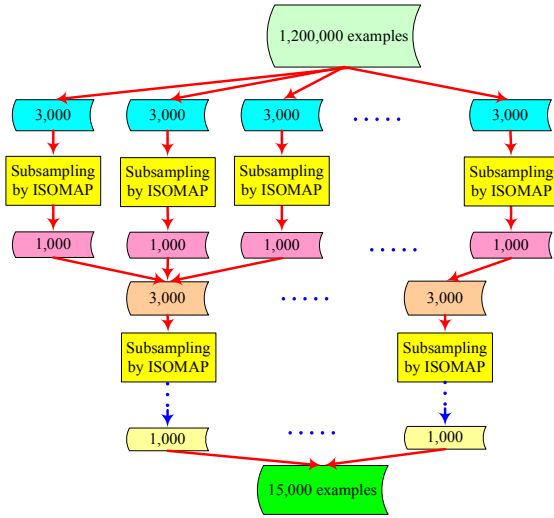 1,200,000 examples
3,000
3,000
3,000
.....
3,000
Subsampling
by ISOMAP
Subsampling
by ISOMAP
Subsampling
by ISOMAP
Subsampling
by ISOMAP
1,000
1,000
1,000
.....
1,000
3,000
.....
3,000
Subsampling
by ISOMAP
Subsampling
by ISOMAP
1,000
.....
1,000
15,000 examples